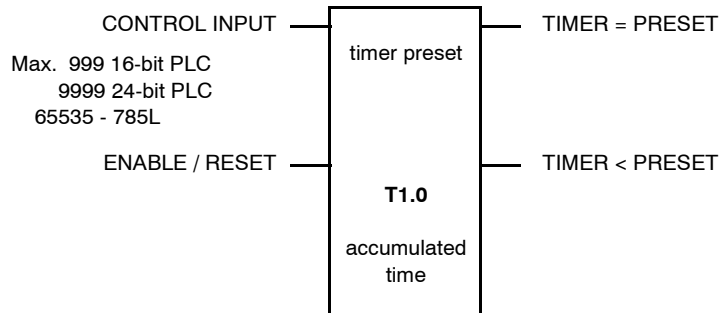 CONTROL INPUT
Max. 999 16-bit PLC
9999 24-bit PLC
65535 - 785L
ENABLE / RESET
timer preset
T1.0
accumulated
time
TIMER = PRESET
TIMER < PRESET